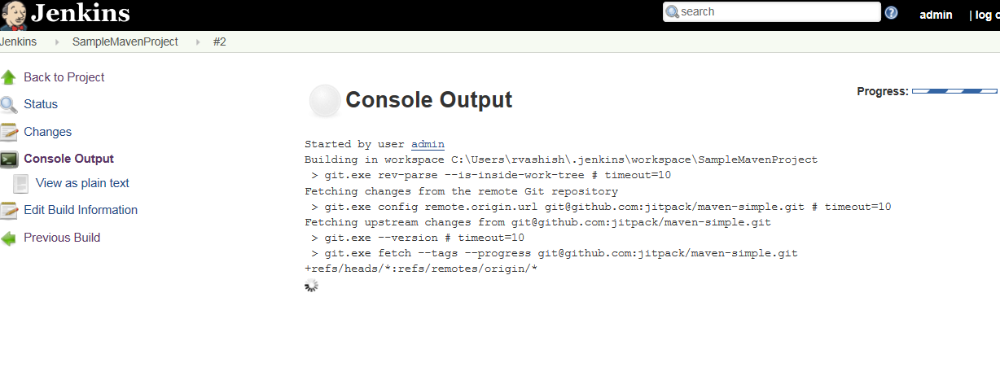 Jenkins
search
admin
| log o
Jenkins
SampleMavenProject
#2
Back to Project
Status
Changes
Console Output
View as plain text
Edit Build Information
Previous Build
Console Output
Progress:
Started by user admin
Building in workspace C:\Users\rvashish\.jenkins\workspace\SampleMavenProject
> git.exe rev-parse --is-inside-work-tree # timeout=10
Fetching changes from the remote Git repository
> git.exe config remote.origin.url git@github.com:jitpack/maven-simple.git # timeout=10
Fetching upstream changes from git@github.com:jitpack/maven-simple.git
> git.exe --version # timeout=10
> git.exe fetch --tags --progress git@github.com:jitpack/maven-simple.git
+refs/heads/*:refs/remotes/origin/*